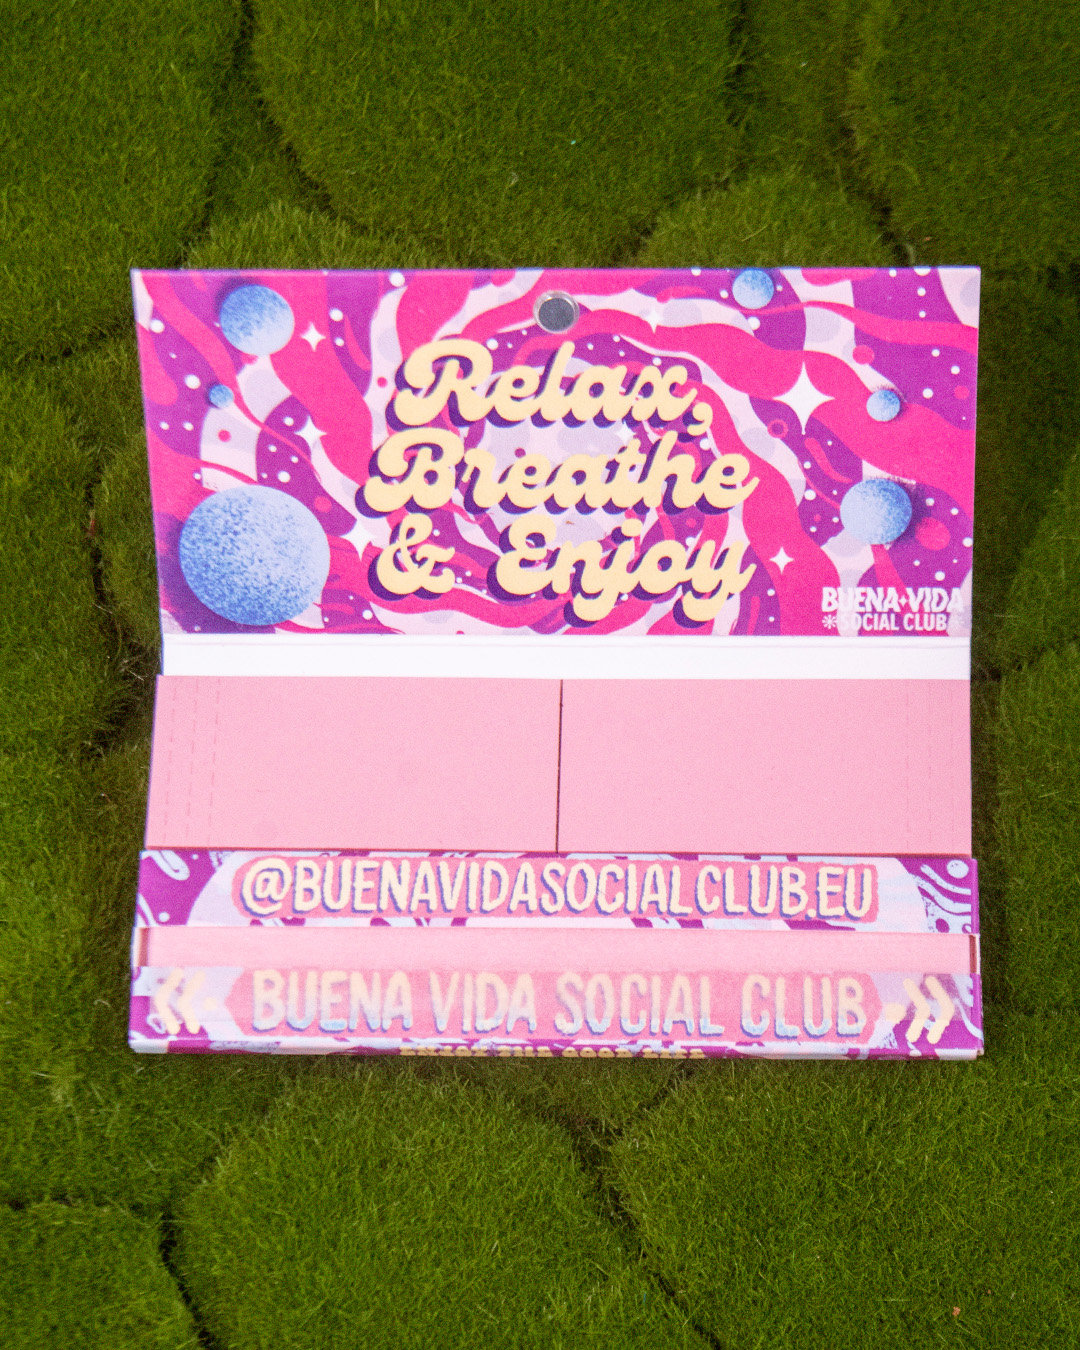 Relax,
Breathe
& Enjoy
BUENA VIDA
SOCIAL CLUB
@BUENAVIDASOCIALCLUB.EU
BUENA VIDA SOCIAL CLUB